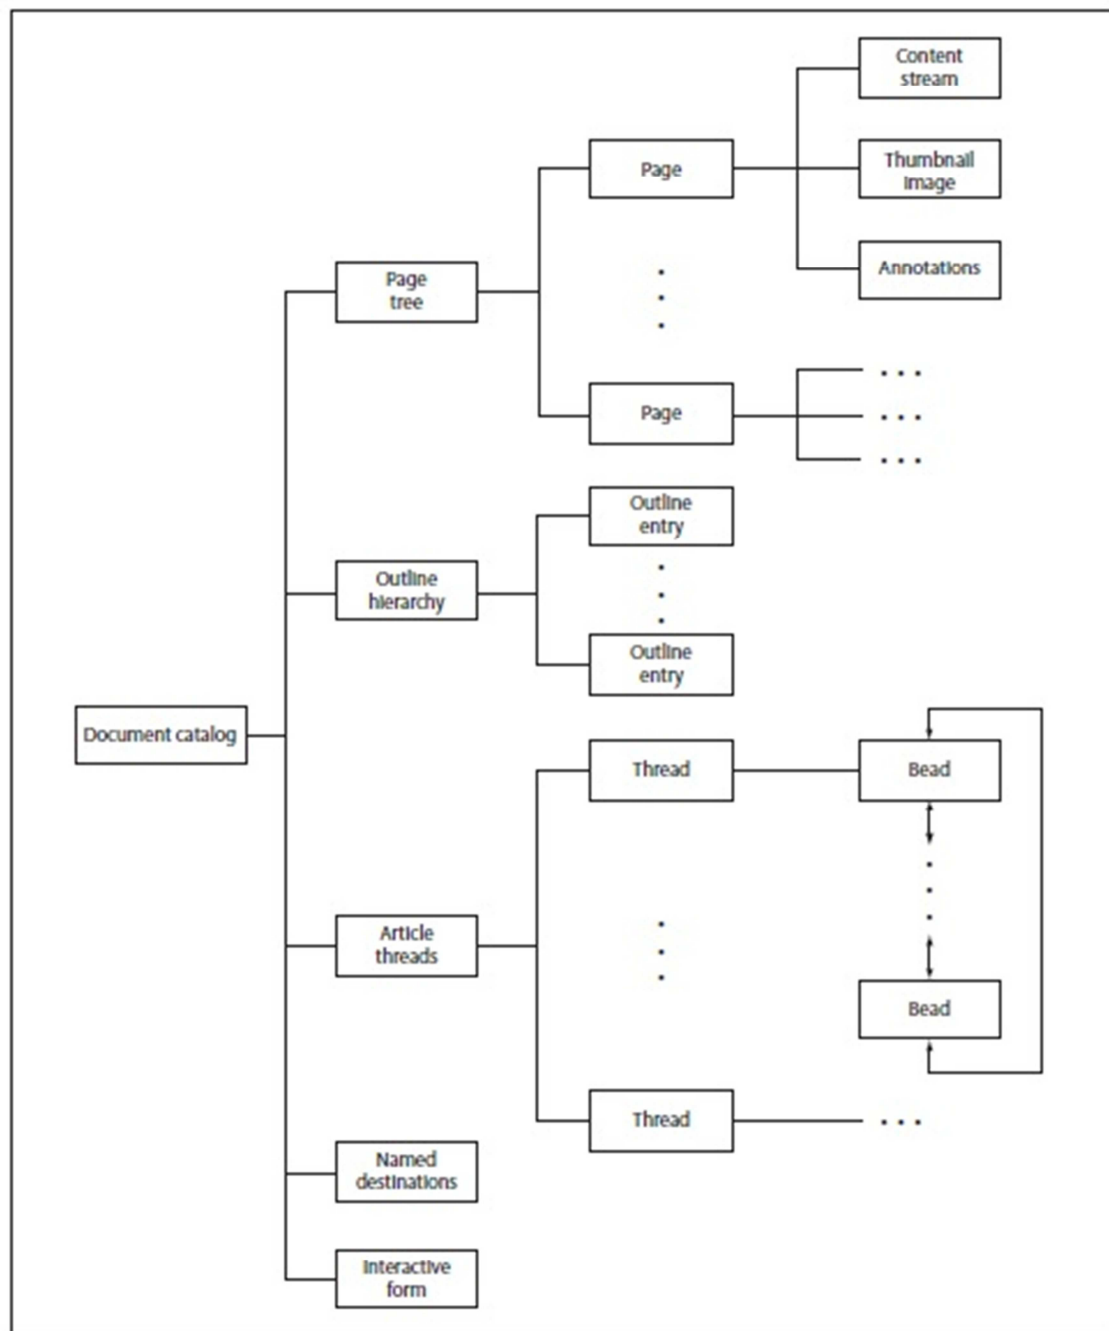 Content
stream
Page
Thumbnail
image
Annotations
Page
tree
. . .
Page
. . .
. . .
Outline
entry
Outline
hierarchy
Outline
entry
Document catalog
Thread
Bead
Article
threads
Bead
Thread
. . .
Named
destinations
Interactive
form